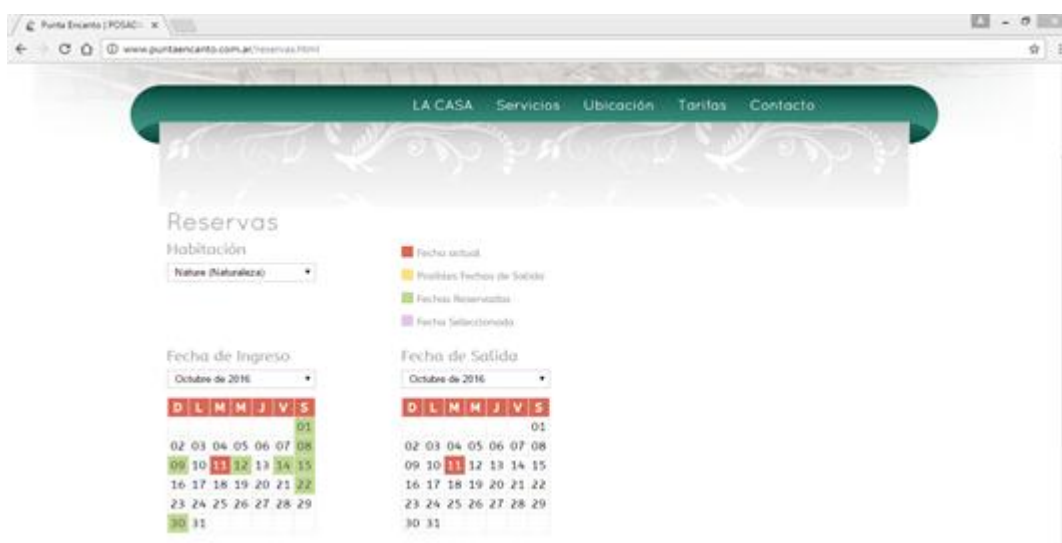 Punta Encanto | POSAD
www.puntaencanto.com.ar/reservas.html
LA CASA Servicios Ubicación Tarifas Contacto
Reservas
Habitación
Nature (Naturaleza)
Fecha actual
Posibles Fechas de Salida
Fechas Reservadas
Fecha Seleccionada
Fecha de Ingreso
Octubre de 2016
D L M M J V S
01
02 03 04 05 06 07 08
09 10 11 12 13 14 15
16 17 18 19 20 21 22
23 24 25 26 27 28 29
30 31
Fecha de Salida
Octubre de 2016
D L M M J V S
01
02 03 04 05 06 07 08
09 10 11 12 13 14 15
16 17 18 19 20 21 22
23 24 25 26 27 28 29
30 31